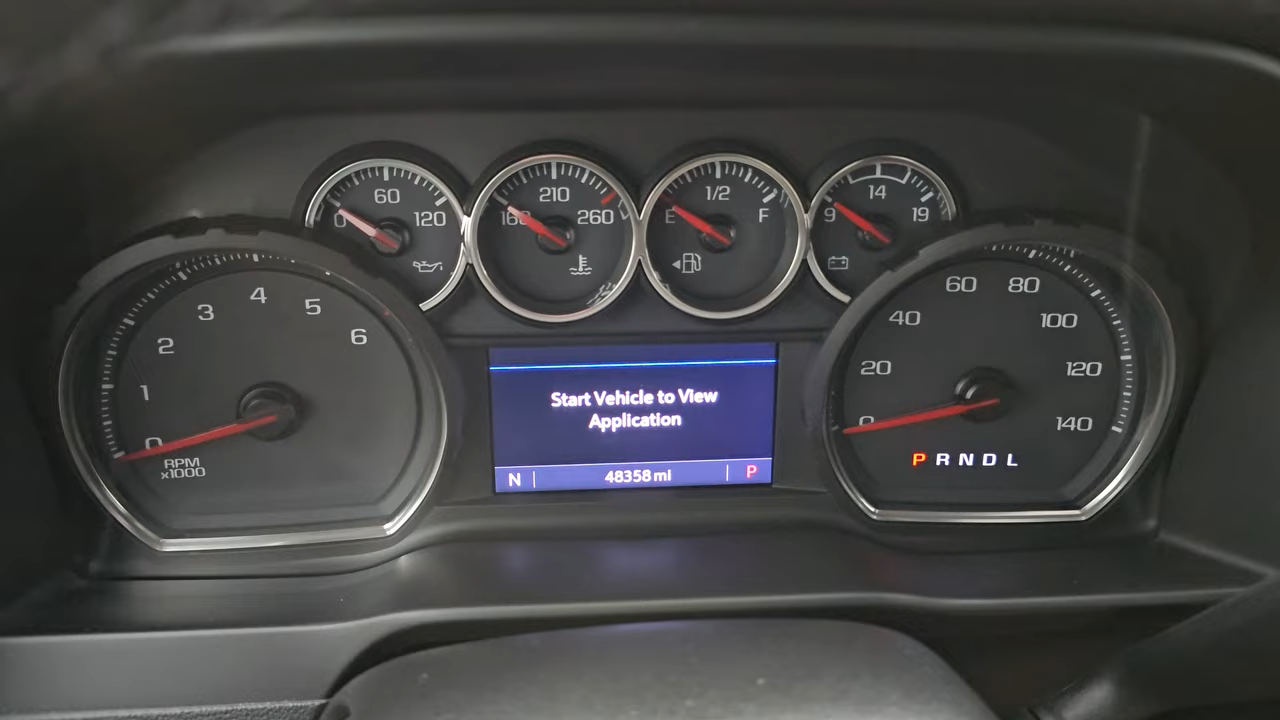 0 60 120
160 210 260
E 1/2 F
9 14 19
0 1 2 3 4 5 6
RPM
x1000
Start Vehicle to View
Application
N 48358 mi P
0 20 40 60 80 100 120 140
P R N D L